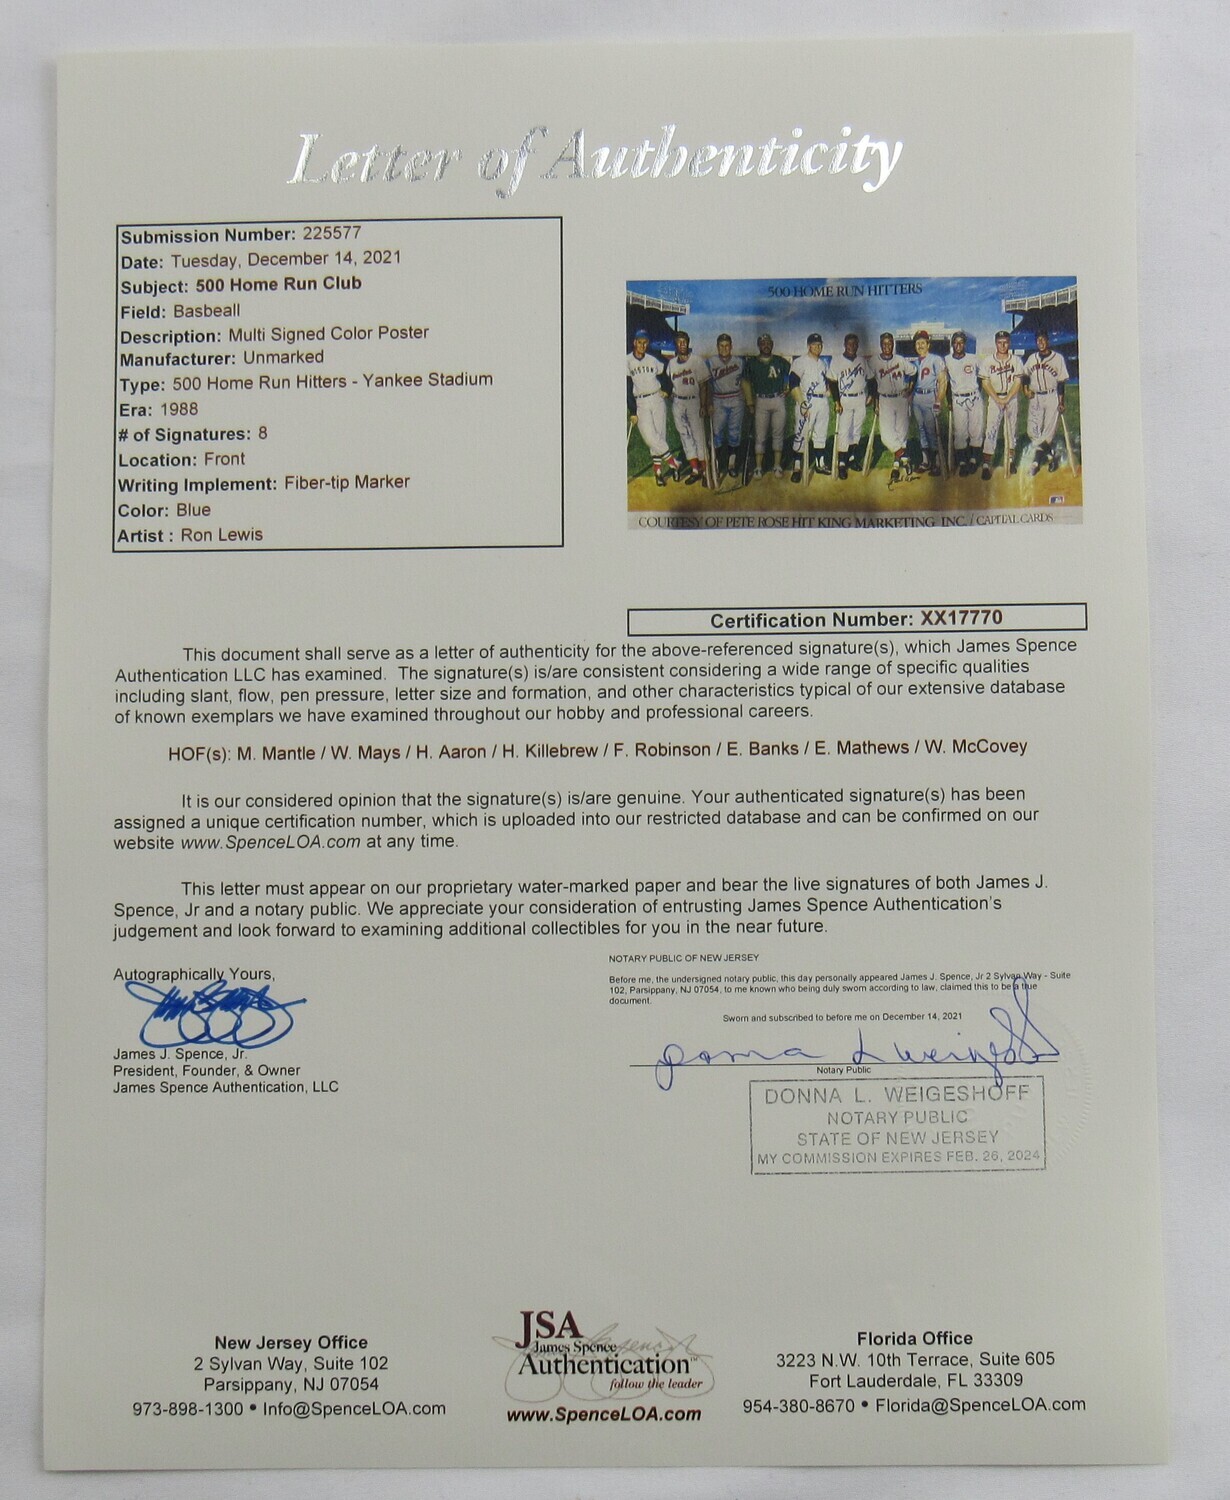 Letter of Authenticity
Submission Number: 225577
Date: Tuesday, December 14, 2021
Subject: 500 Home Run Club
Field: Basbeall
Description: Multi Signed Color Poster
Manufacturer: Unmarked
Type: 500 Home Run Hitters - Yankee Stadium
Era: 1988
# of Signatures: 8
Location: Front
Writing Implement: Fiber-tip Marker
Color: Blue
Artist : Ron Lewis
500 HOME RUN HITTERS
COURTESY OF PETE ROSE HIT KING MARKETING, INC. / CAPITAL CARDS
Certification Number: XX17770
This document shall serve as a letter of authenticity for the above-referenced signature(s), which James Spence
Authentication LLC has examined. The signature(s) is/are consistent considering a wide range of specific qualities
including slant, flow, pen pressure, letter size and formation, and other characteristics typical of our extensive database
of known exemplars we have examined throughout our hobby and professional careers.
HOF(s): M. Mantle / W. Mays / H. Aaron / H. Killebrew / F. Robinson / E. Banks / E. Mathews / W. McCovey
It is our considered opinion that the signature(s) is/are genuine. Your authenticated signature(s) has been
assigned a unique certification number, which is uploaded into our restricted database and can be confirmed on our
website www.SpenceLOA.com at any time.
This letter must appear on our proprietary water-marked paper and bear the live signatures of both James J.
Spence, Jr and a notary public. We appreciate your consideration of entrusting James Spence Authentication's
judgement and look forward to examining additional collectibles for you in the near future.
Autographically Yours,
James J. Spence, Jr.
President, Founder, & Owner
James Spence Authentication, LLC
NOTARY PUBLIC OF NEW JERSEY
Before me, the undersigned notary public, this day personally appeared James J. Spence, Jr 2 Sylvan Way - Suite
102, Parsippany, NJ 07054, to me known who being duly sworn according to law, claimed this to be a true
document.
Sworn and subscribed to before me on December 14, 2021
Donna L Weigeshoff
Notary Public
DONNA L. WEIGESHOFF
NOTARY PUBLIC
STATE OF NEW JERSEY
MY COMMISSION EXPIRES FEB. 26, 2024
New Jersey Office
2 Sylvan Way, Suite 102
Parsippany, NJ 07054
973-898-1300 • Info@SpenceLOA.com
JSA
James Spence
Authentication™
follow the leader
www.SpenceLOA.com
Florida Office
3223 N.W. 10th Terrace, Suite 605
Fort Lauderdale, FL 33309
954-380-8670 • Florida@SpenceLOA.com